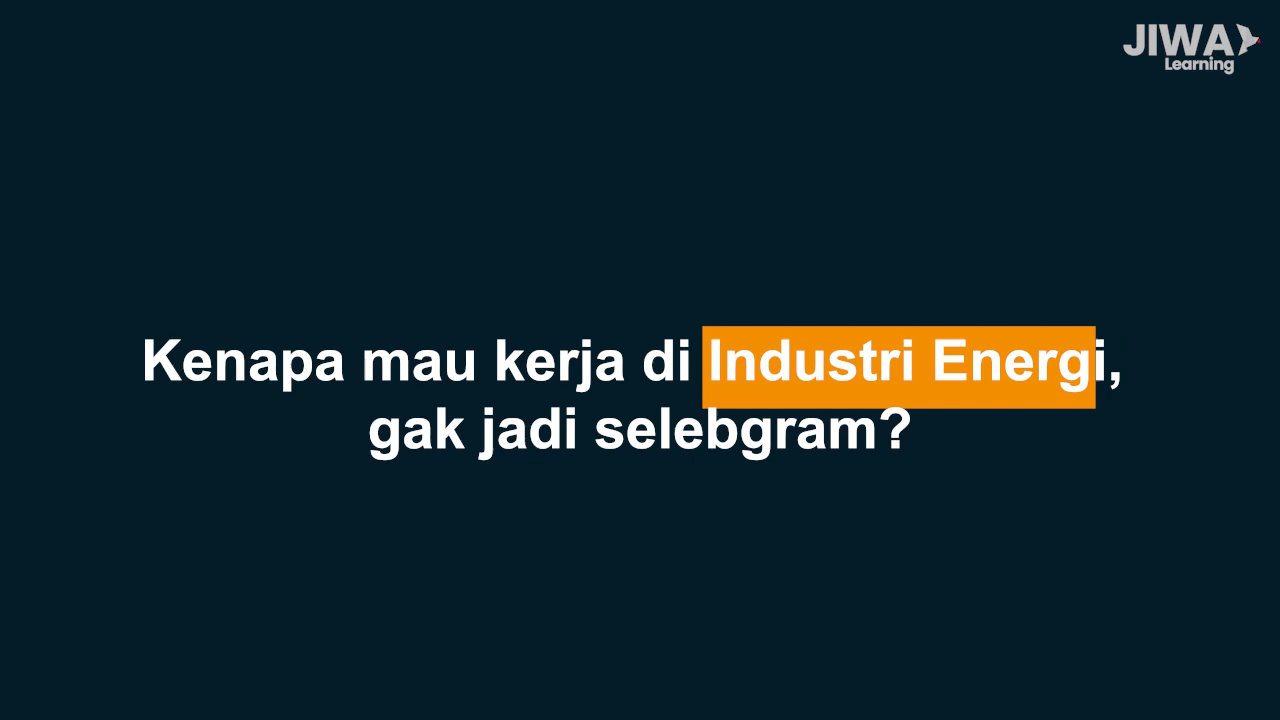 JIWA
Learning
Kenapa mau kerja di Industri Energi,
gak jadi selebgram?